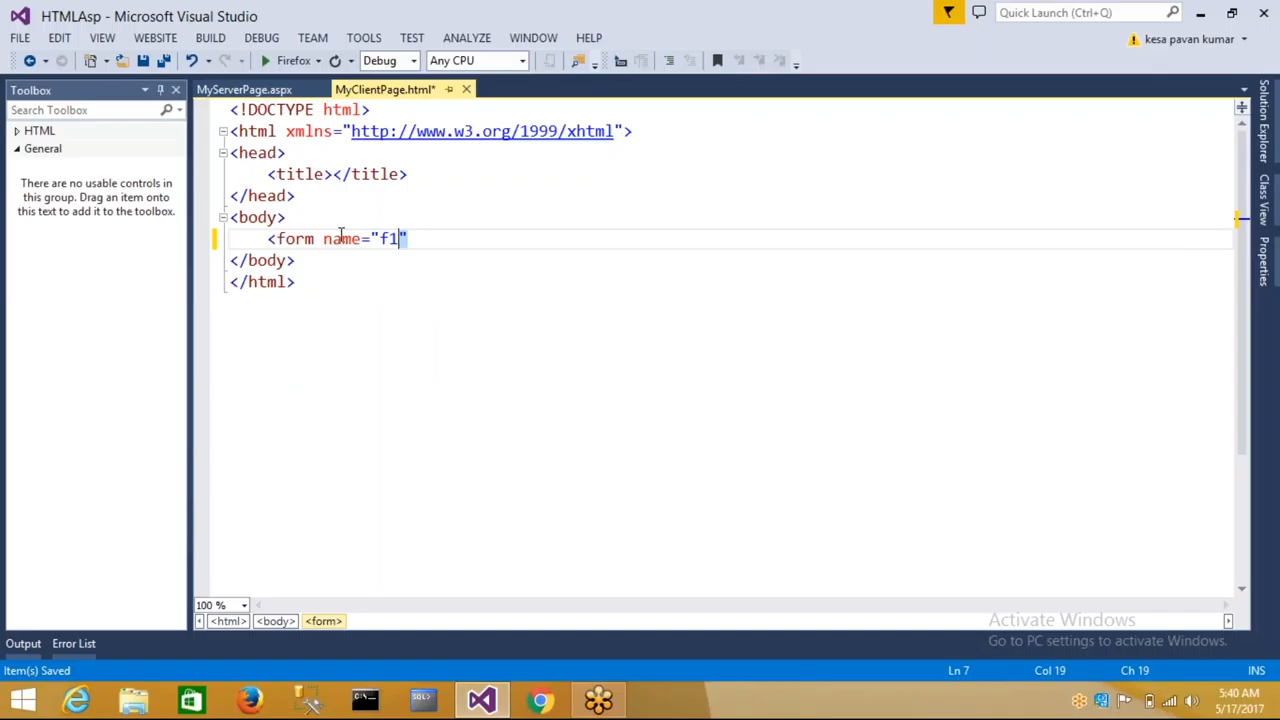 HTMLAsp - Microsoft Visual Studio
Quick Launch (Ctrl+Q)
FILE EDIT VIEW WEBSITE BUILD DEBUG TEAM TOOLS TEST ANALYZE WINDOW HELP
kesa pavan kumar
Firefox Debug Any CPU
Toolbox
MyServerPage.aspx MyClientPage.html*
Search Toolbox
HTML
General
There are no usable controls in
this group. Drag an item onto
this text to add it to the toolbox.
<!DOCTYPE html>
<html xmlns="http://www.w3.org/1999/xhtml">
<head>
<title></title>
</head>
<body>
<form name="f1"
</body>
</html>
Solution Explorer
Class View
Properties
100 %
<html> <body> <form>
Activate Windows
Go to PC settings to activate Windows.
Output Error List
Item(s) Saved Ln 7 Col 19 Ch 19 INS
5:40 AM
5/17/2017